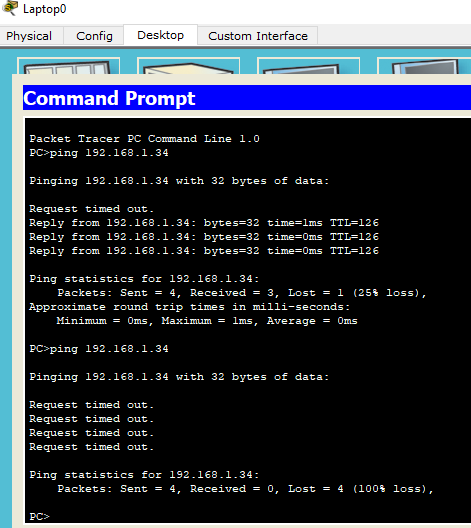 Laptop0
Physical Config Desktop Custom Interface
Command Prompt
Packet Tracer PC Command Line 1.0
PC>ping 192.168.1.34
Pinging 192.168.1.34 with 32 bytes of data:
Request timed out.
Reply from 192.168.1.34: bytes=32 time=1ms TTL=126
Reply from 192.168.1.34: bytes=32 time=0ms TTL=126
Reply from 192.168.1.34: bytes=32 time=0ms TTL=126
Ping statistics for 192.168.1.34:
Packets: Sent = 4, Received = 3, Lost = 1 (25% loss),
Approximate round trip times in milli-seconds:
Minimum = 0ms, Maximum = 1ms, Average = 0ms
PC>ping 192.168.1.34
Pinging 192.168.1.34 with 32 bytes of data:
Request timed out.
Request timed out.
Request timed out.
Request timed out.
Ping statistics for 192.168.1.34:
Packets: Sent = 4, Received = 0, Lost = 4 (100% loss),
PC>